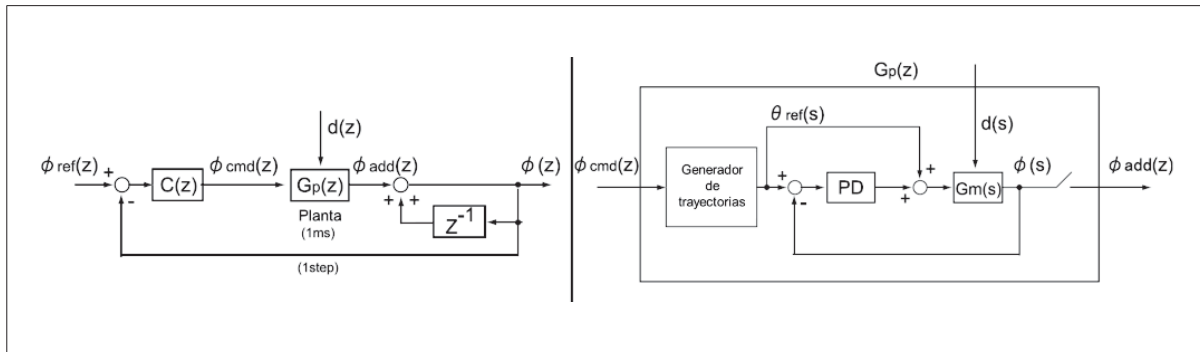 ϕ ref(z)
+
-
C(z)
ϕ cmd(z)
d(z)
Gp(z)
Planta
(1ms)
ϕ add(z)
+
+
z-1
ϕ (z)
(1step)
Gp(z)
ϕ cmd(z)
Generador
de
trayectorias
θ ref(s)
+
-
PD
+
+
d(s)
Gm(s)
ϕ (s)
ϕ add(z)